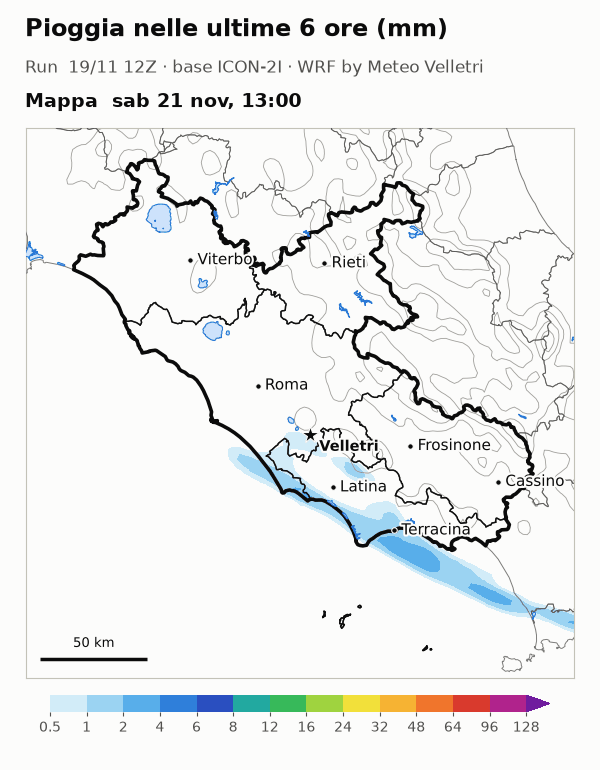 Pioggia nelle ultime 6 ore (mm)
Run  19/11 12Z · base ICON-2I · WRF by Meteo Velletri
Mappa  sab 21 nov, 13:00
Viterbo
Rieti
Roma
Velletri
Frosinone
Cassino
Latina
Terracina
50 km
0.5 1 2 4 6 8 12 16 24 32 48 64 96 128